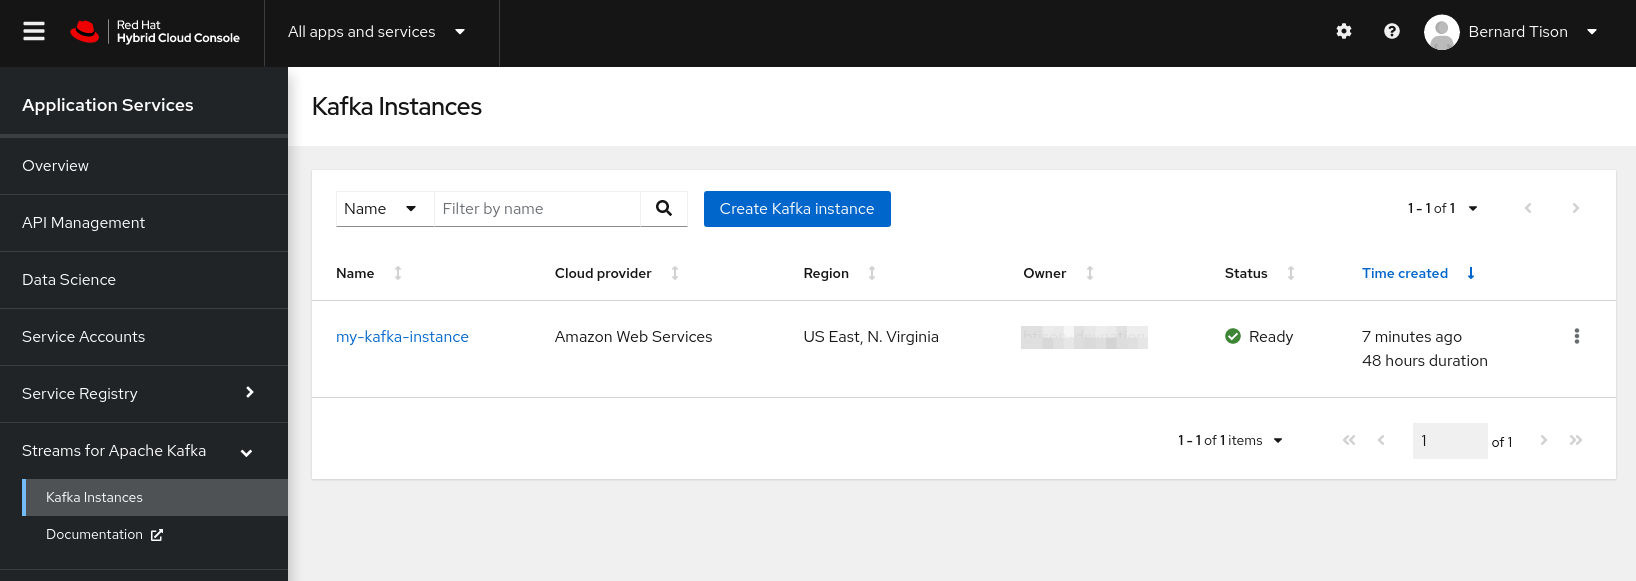 Red Hat
Hybrid Cloud Console
All apps and services
Bernard Tison
Application Services
Overview
API Management
Data Science
Service Accounts
Service Registry
Streams for Apache Kafka
Kafka Instances
Documentation
Kafka Instances
Name Filter by name Create Kafka instance 1 - 1 of 1
Name Cloud provider Region Owner Status Time created
my-kafka-instance Amazon Web Services US East, N. Virginia Ready 7 minutes ago
48 hours duration
1 - 1 of 1 items 1 of 1